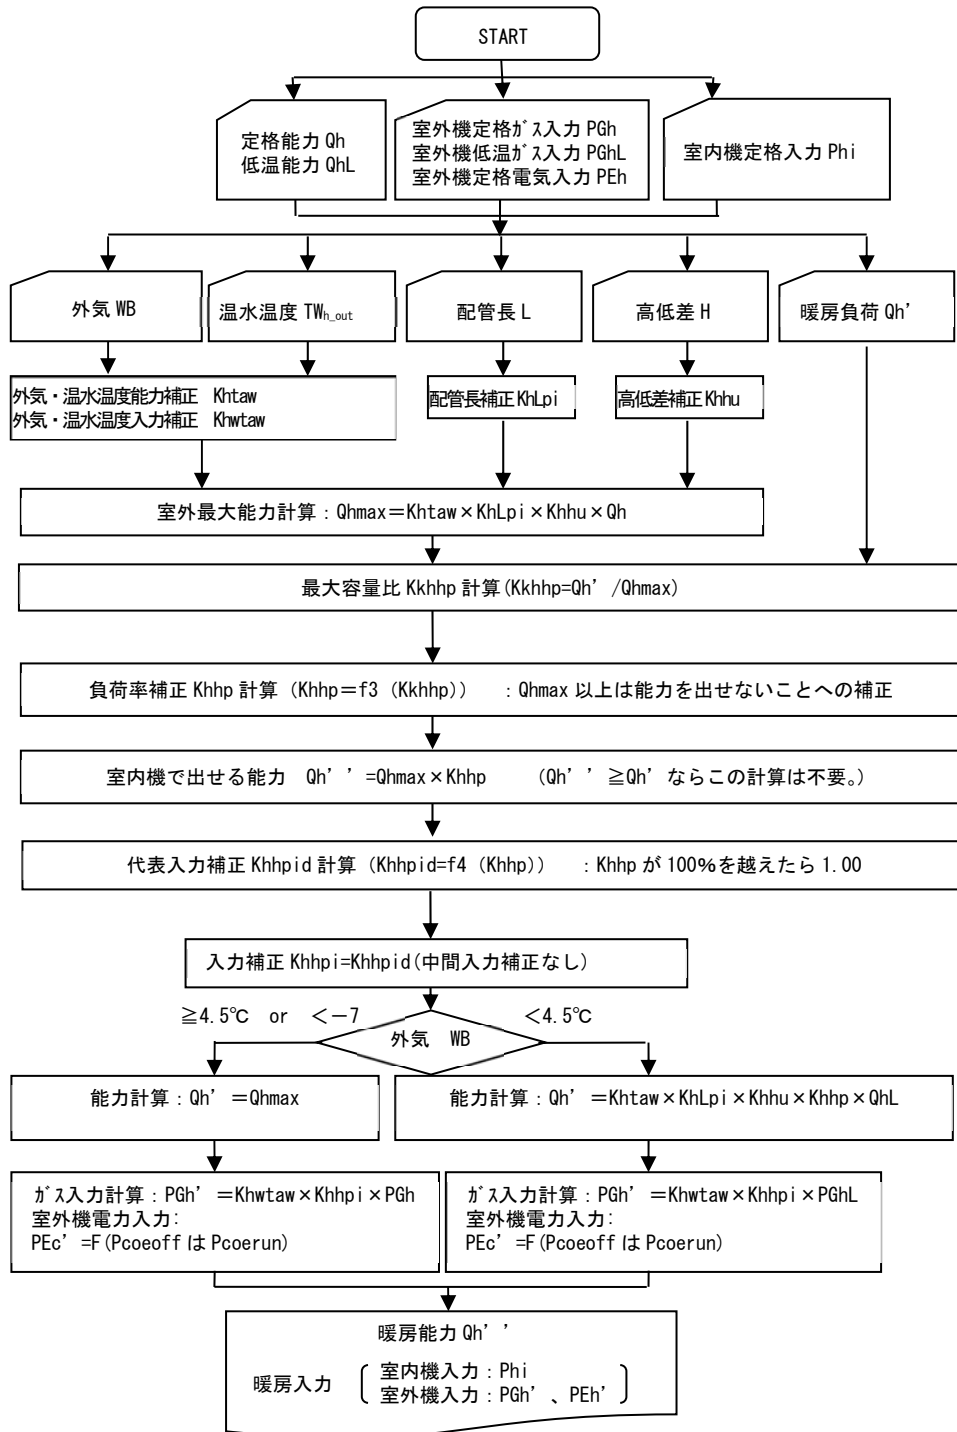 START
定格能力 Qh
低温能力 QhL
室外機定格ｶﾞｽ入力 PGh
室外機低温ｶﾞｽ入力 PGhL
室外機定格電気入力 PEh
室内機定格入力 Phi
外気 WB
温水温度 TWh_out
配管長 L
高低差 H
暖房負荷 Qh’
外気・温水温度能力補正　Khtaw
外気・温水温度入力補正　Khwtaw
配管長補正 KhLpi
高低差補正 Khhu
室外最大能力計算：Qhmax＝Khtaw×KhLpi×Khhu×Qh
最大容量比 Kkhhp 計算(Kkhhp=Qh’/Qhmax)
負荷率補正 Khhp 計算（Khhp＝f3（Kkhhp））　：Qhmax 以上は能力を出せないことへの補正
室内機で出せる能力　Qh’’=Qhmax×Khhp　　（Qh’’≧Qh’ならこの計算は不要。）
代表入力補正 Khhpid 計算（Khhpid=f4（Khhp））　：Khhp が 100%を越えたら 1.00
入力補正 Khhpi=Khhpid(中間入力補正なし）
≧4.5℃　or　＜－7
＜4.5℃
外気　WB
能力計算：Qh’＝Qhmax
能力計算：Qh’＝Khtaw×KhLpi×Khhu×Khhp×QhL
ｶﾞｽ入力計算：PGh’＝Khwtaw×Khhpi×PGh
室外機電力入力:
PEc’=F(Pcoeoff は Pcoerun)
ｶﾞｽ入力計算：PGh’＝Khwtaw×Khhpi×PGhL
室外機電力入力:
PEc’=F(Pcoeoff は Pcoerun)
暖房能力 Qh’’
暖房入力
室内機入力：Phi
室外機入力：PGh’、PEh’